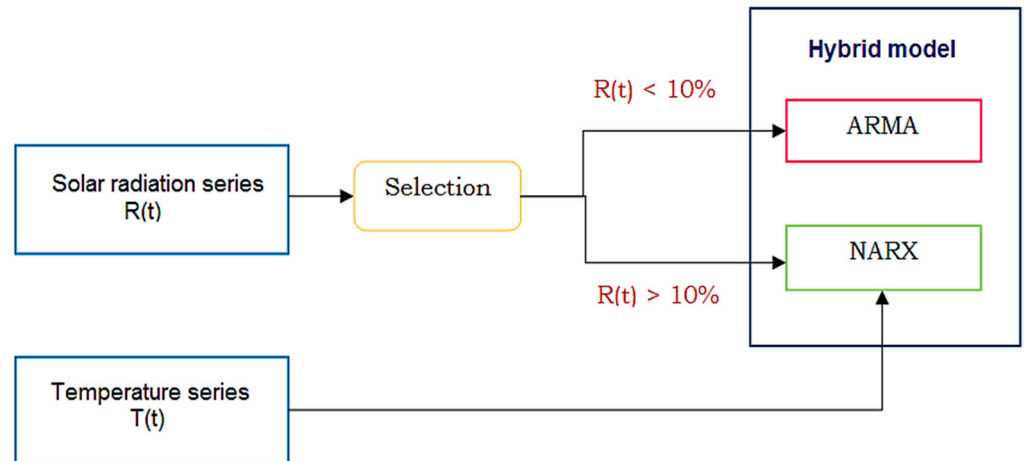 Hybrid model
R(t) < 10%
ARMA
Solar radiation series
R(t)
Selection
NARX
R(t) > 10%
Temperature series
T(t)